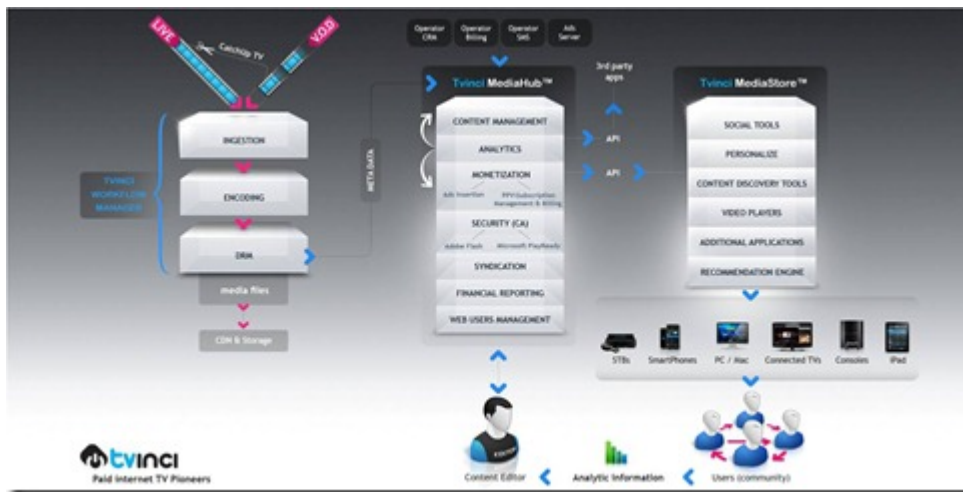 LIVE
V.O.D
CatchUp TV
Operator
CRM
Operator
Billing
Operator
SMS
Ads
Server
TVINCI
WORKFLOW
MANAGER
INGESTION
ENCODING
DRM
media files
CDN & Storage
META DATA
Tvinci MediaHub™
CONTENT MANAGEMENT
ANALYTICS
MONETIZATION
Ads Insertion
PPV/Subscription
Management & Billing
SECURITY (CA)
Adobe Flash
Microsoft PlayReady
SYNDICATION
FINANCIAL REPORTING
WEB USERS MANAGEMENT
3rd party
apps
API
API
Tvinci MediaStore™
SOCIAL TOOLS
PERSONALIZE
CONTENT DISCOVERY TOOLS
VIDEO PLAYERS
ADDITIONAL APPLICATIONS
RECOMMENDATION ENGINE
STBs
SmartPhones
PC / Mac
Connected TVs
Consoles
iPad
EDITOR
Content Editor
Analytic Information
Users (community)
tvinci
Paid Internet TV Pioneers